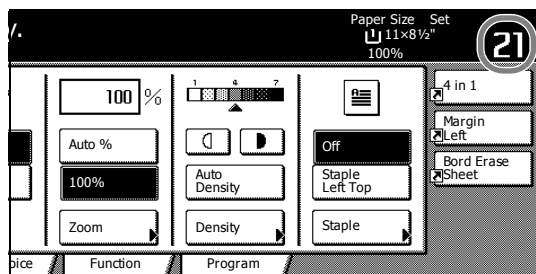 Paper Size Set
11×8½"
100%
21
100 %
1 4 7
4 in 1
Margin
Left
Auto %
Off
Bord Erase
Sheet
100%
Auto
Density
Staple
Left Top
Zoom
Density
Staple
Function
Program